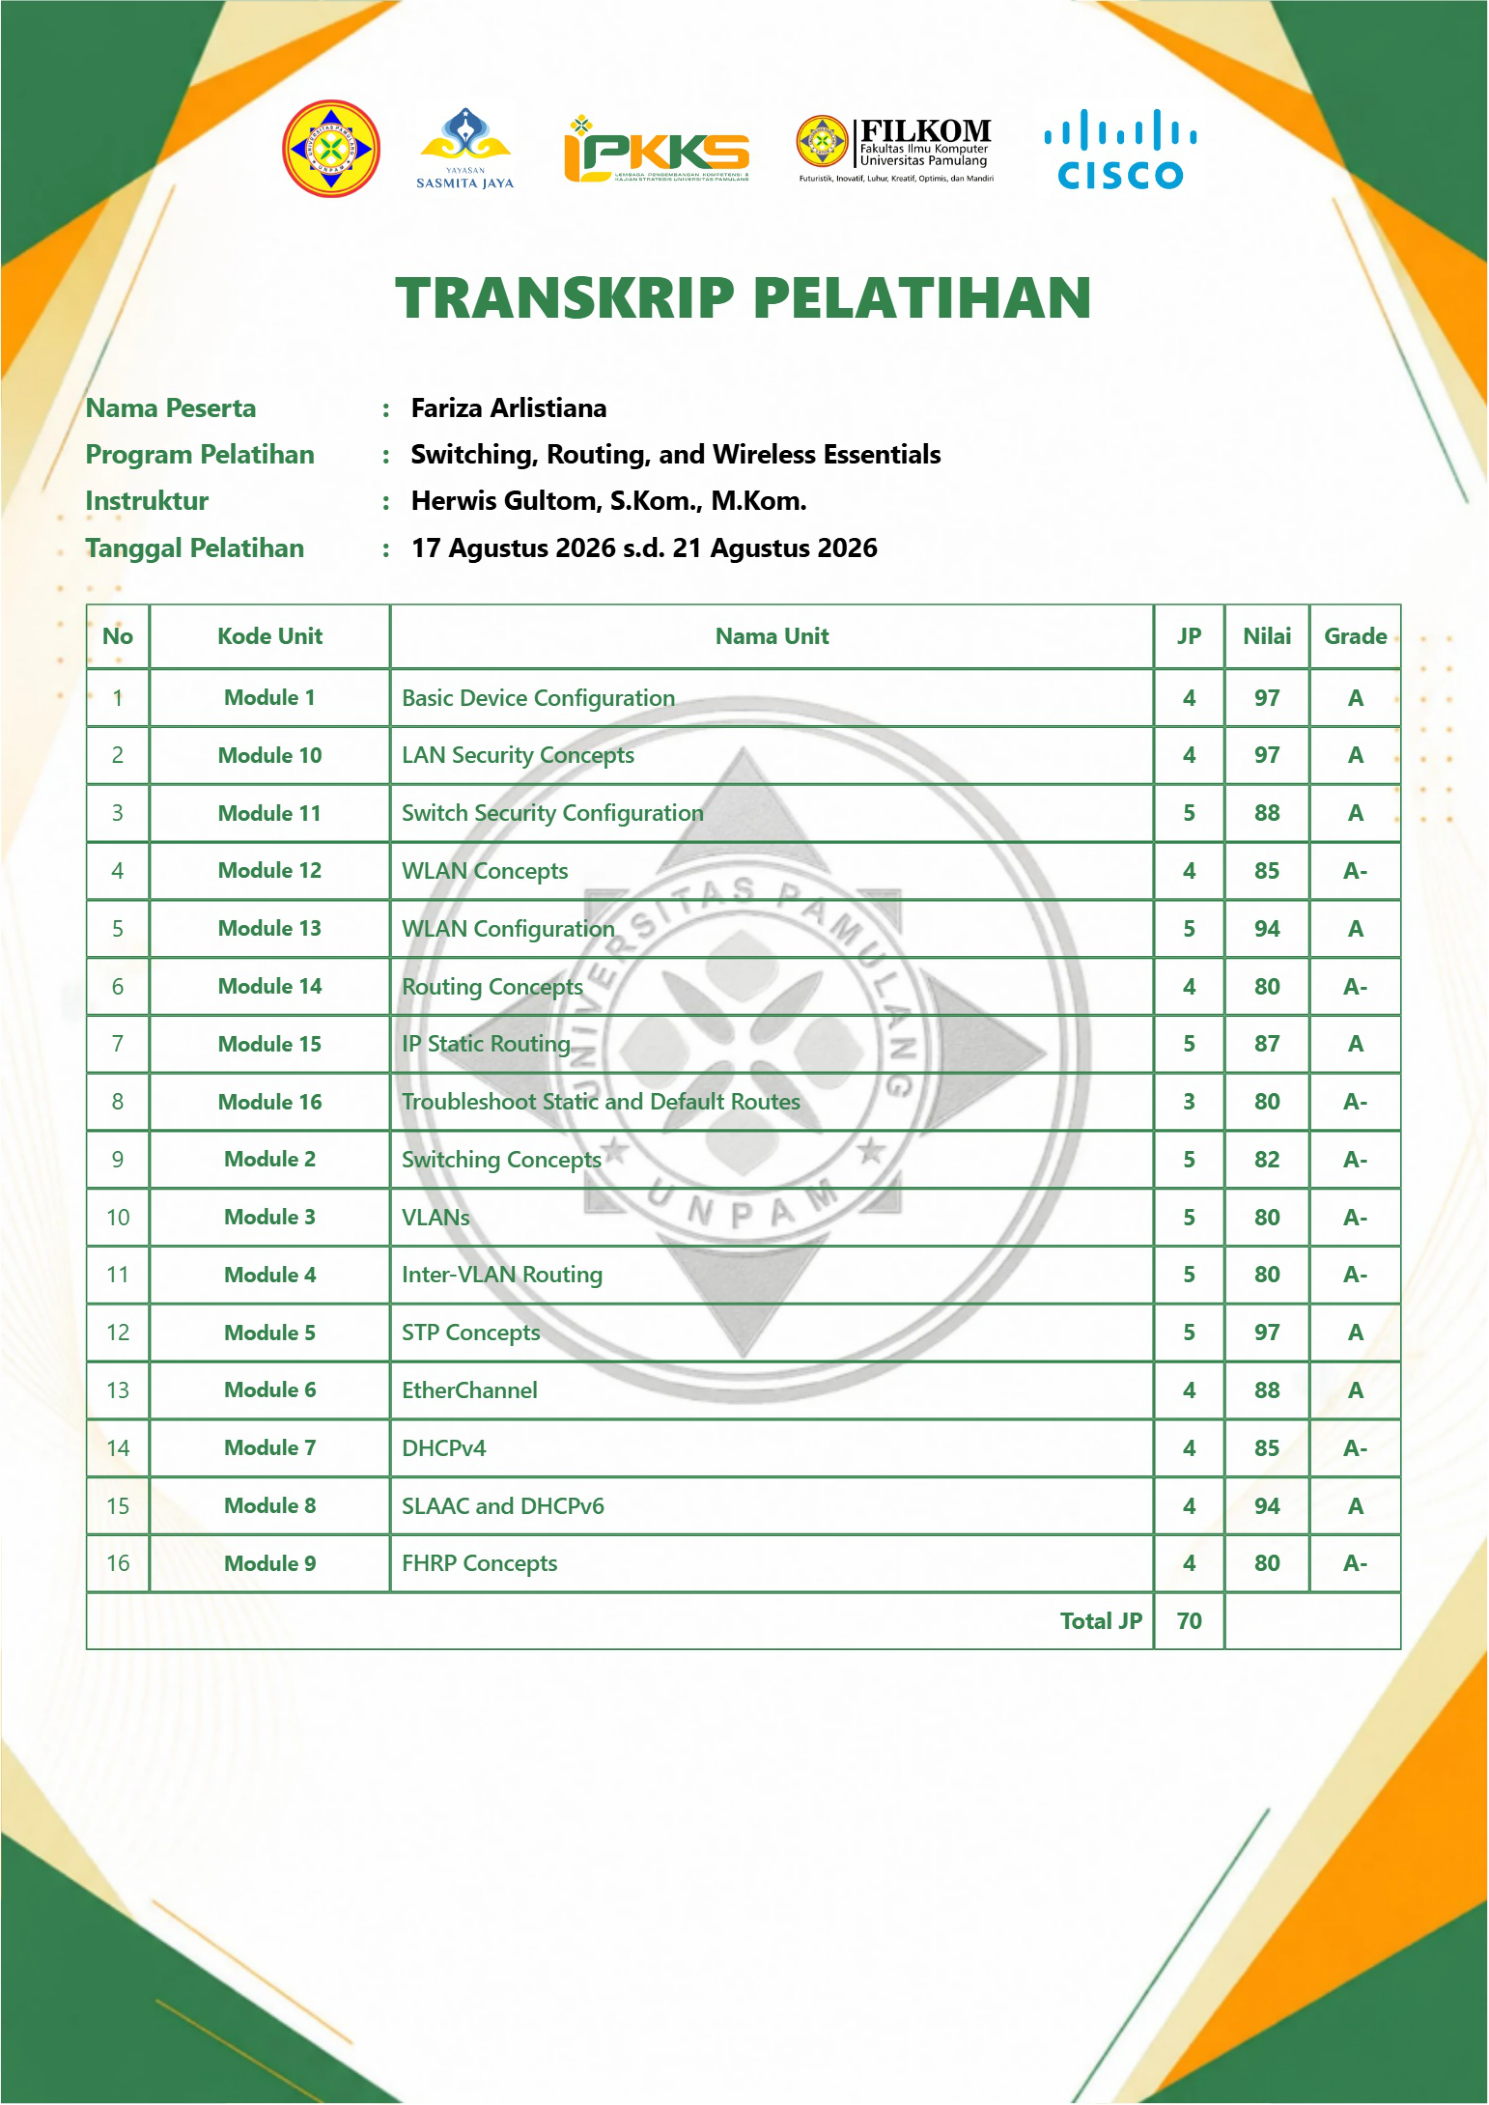 YAYASAN
SASMITA JAYA
LPKKS
LEMBAGA PENGEMBANGAN KOMPETENSI &
KAJIAN STRATEGIS UNIVERSITAS PAMULANG
FILKOM
Fakultas Ilmu Komputer
Universitas Pamulang
Futuristik, Inovatif, Luhur, Kreatif, Optimis, dan Mandiri
CISCO
TRANSKRIP PELATIHAN
Nama Peserta : Fariza Arlistiana
Program Pelatihan : Switching, Routing, and Wireless Essentials
Instruktur : Herwis Gultom, S.Kom., M.Kom.
Tanggal Pelatihan : 17 Agustus 2026 s.d. 21 Agustus 2026
No Kode Unit Nama Unit JP Nilai Grade
1 Module 1 Basic Device Configuration 4 97 A
2 Module 10 LAN Security Concepts 4 97 A
3 Module 11 Switch Security Configuration 5 88 A
4 Module 12 WLAN Concepts 4 85 A-
5 Module 13 WLAN Configuration 5 94 A
6 Module 14 Routing Concepts 4 80 A-
7 Module 15 IP Static Routing 5 87 A
8 Module 16 Troubleshoot Static and Default Routes 3 80 A-
9 Module 2 Switching Concepts 5 82 A-
10 Module 3 VLANs 5 80 A-
11 Module 4 Inter-VLAN Routing 5 80 A-
12 Module 5 STP Concepts 5 97 A
13 Module 6 EtherChannel 4 88 A
14 Module 7 DHCPv4 4 85 A-
15 Module 8 SLAAC and DHCPv6 4 94 A
16 Module 9 FHRP Concepts 4 80 A-
Total JP 70
UNIVERSITAS PAMULANG
UNPAM